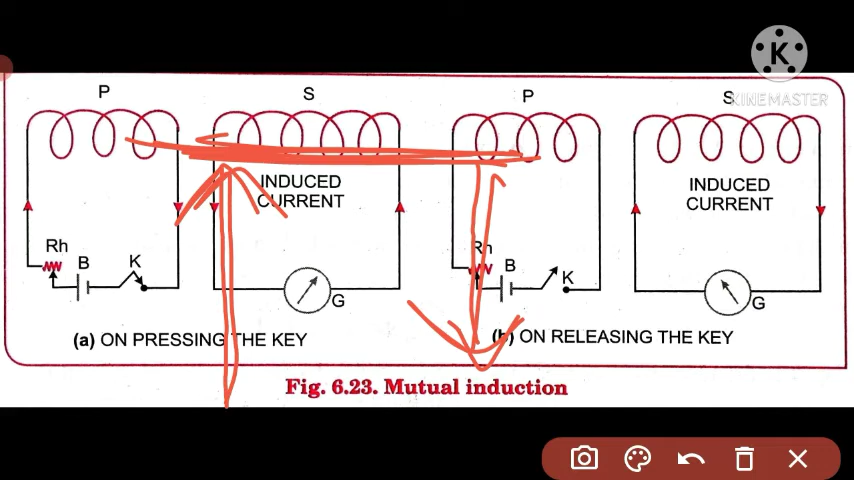 K
KINEMASTER
P
S
P
S
INDUCED
CURRENT
INDUCED
CURRENT
Rh
B
K
G
Rh
B
K
G
(a) ON PRESSING THE KEY
(b) ON RELEASING THE KEY
Fig. 6.23. Mutual induction